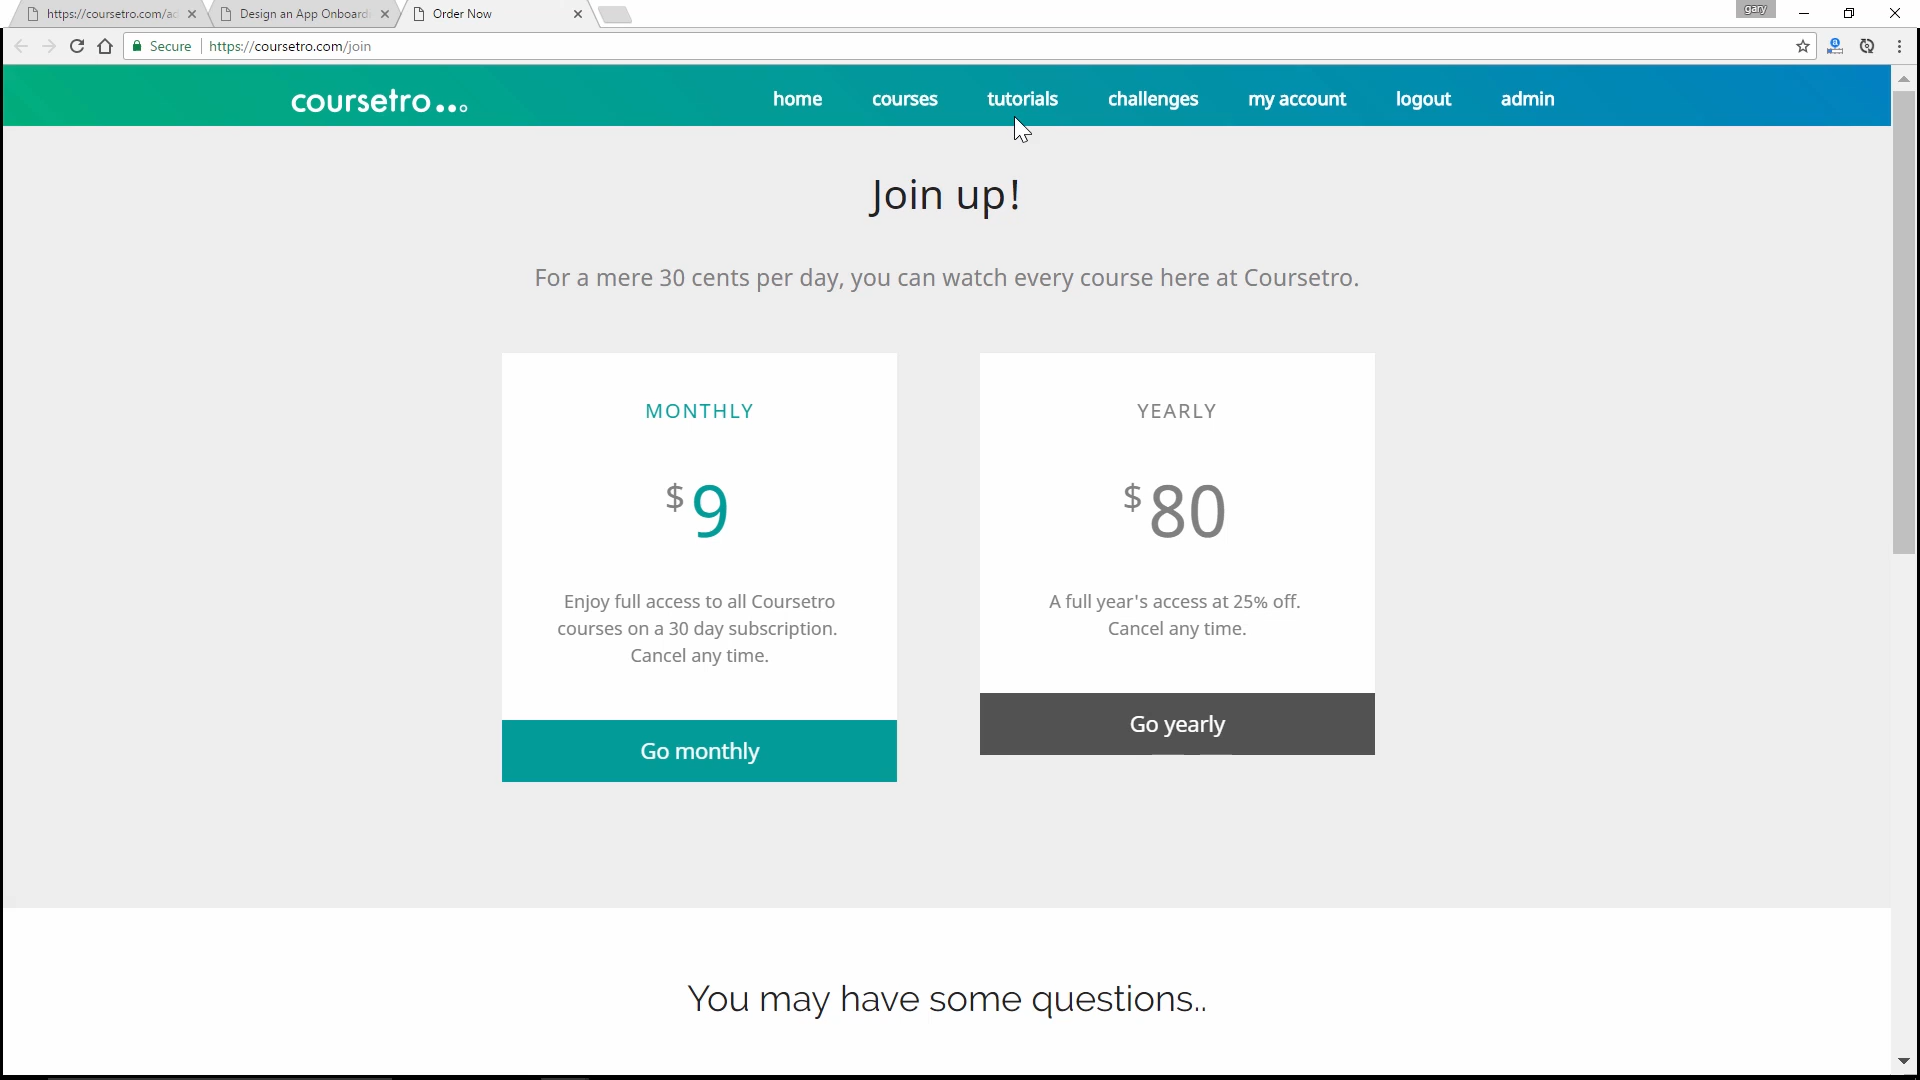 https://coursetro.com/ad
Design an App Onboardi
Order Now
gary
Secure
https://coursetro.com/join
coursetro
home
courses
tutorials
challenges
my account
logout
admin
Join up!
For a mere 30 cents per day, you can watch every course here at Coursetro.
MONTHLY
$9
Enjoy full access to all Coursetro
courses on a 30 day subscription.
Cancel any time.
Go monthly
YEARLY
$80
A full year's access at 25% off.
Cancel any time.
Go yearly
You may have some questions..